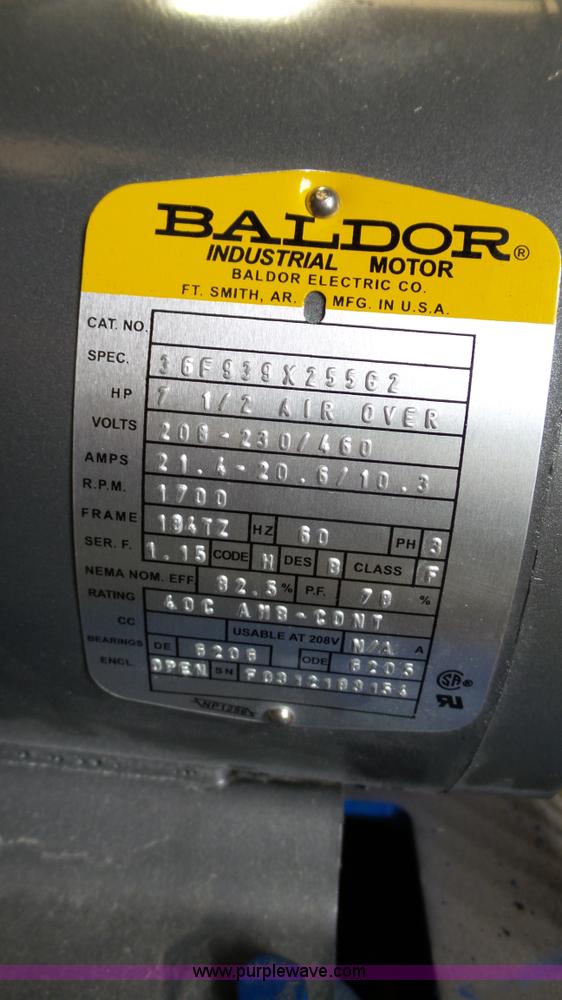 BALDOR®
INDUSTRIAL MOTOR
BALDOR ELECTRIC CO.
FT. SMITH, AR. MFG. IN U.S.A.
CAT. NO.
SPEC. 36F939X25562
HP 7 1/2 AIR OVER
VOLTS 208-230/460
AMPS 21.4-20.6/10.3
R.P.M. 1700
FRAME 184TZ HZ 60 PH 3
SER. F. 1.15 CODE H DES B CLASS F
NEMA NOM. EFF. 82.5 % P.F. 78 %
RATING 40C AMB-CONT
CC USABLE AT 208V N/A A
BEARINGS DE 6206 ODE 6205
ENCL. OPEN SN
NP1256
www.purplewave.com